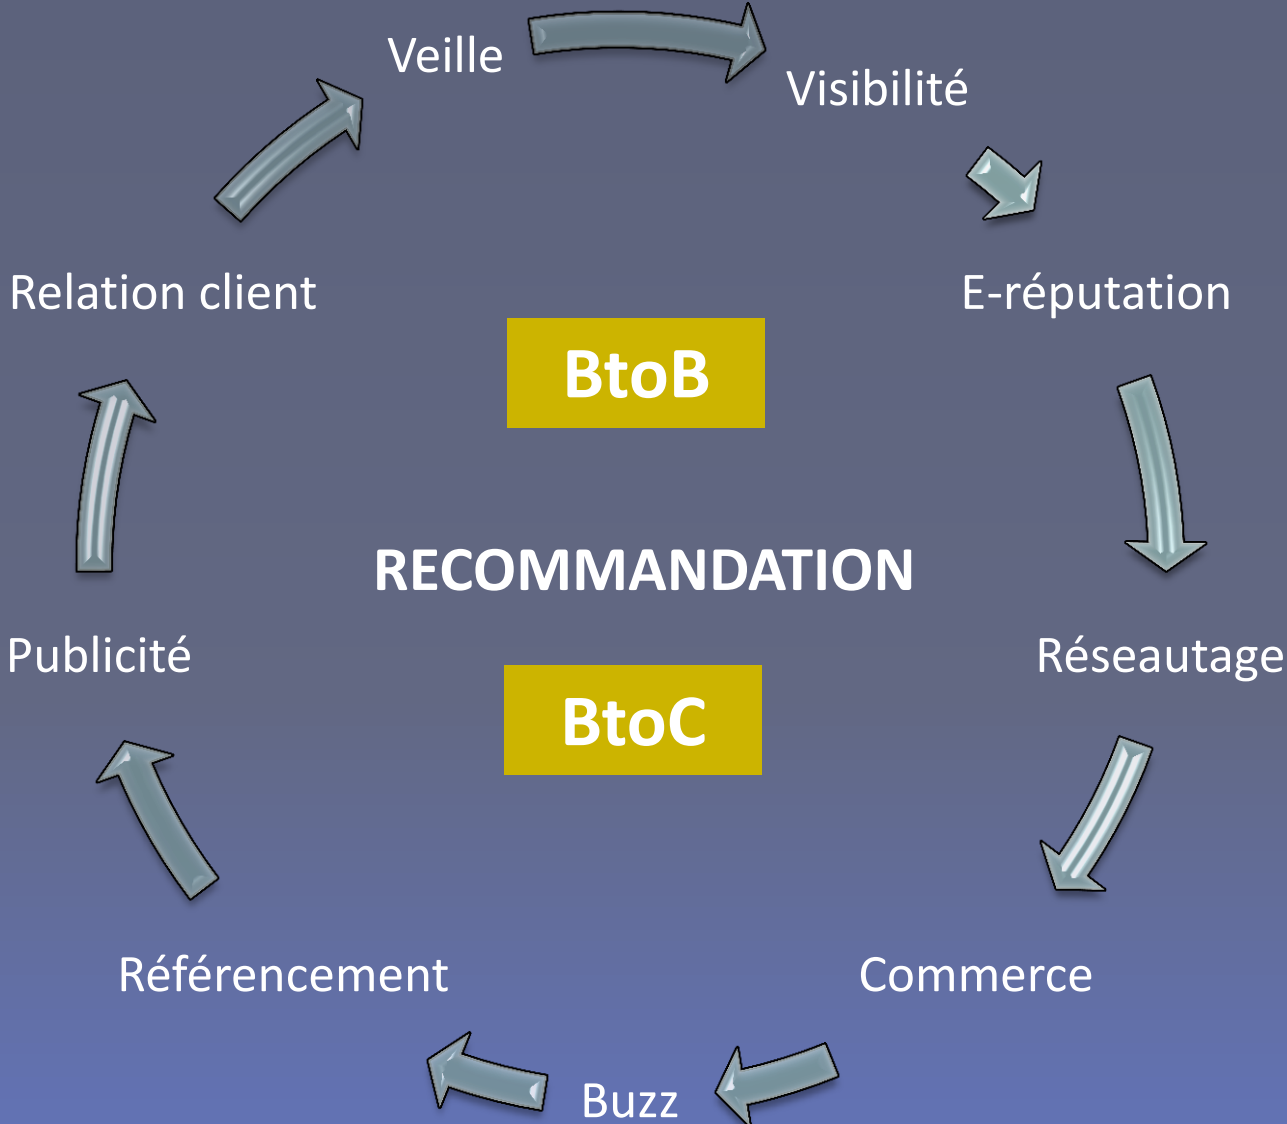 Veille
Visibilité
Relation client
E-réputation
BtoB
RECOMMANDATION
Publicité
Réseautage
BtoC
Référencement
Commerce
Buzz